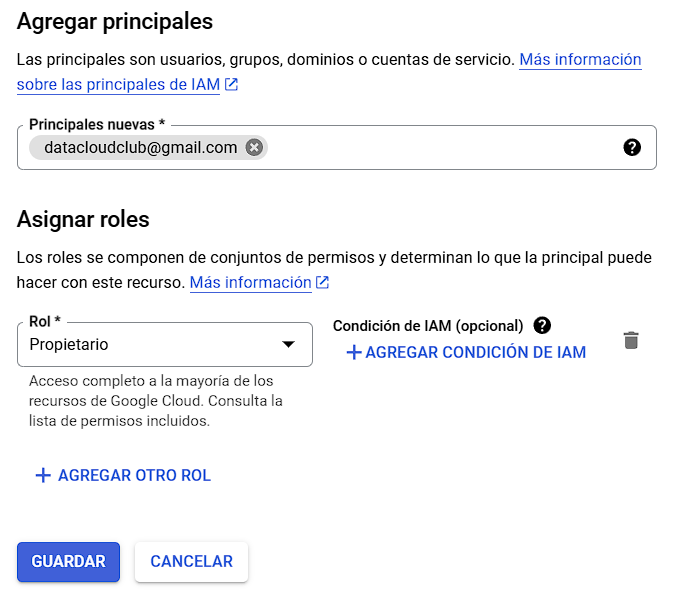 Agregar principales
Las principales son usuarios, grupos, dominios o cuentas de servicio. Más información
sobre las principales de IAM
Principales nuevas *
datacloudclub@gmail.com
Asignar roles
Los roles se componen de conjuntos de permisos y determinan lo que la principal puede
hacer con este recurso. Más información
Rol *
Propietario
Acceso completo a la mayoría de los
recursos de Google Cloud. Consulta la
lista de permisos incluidos.
Condición de IAM (opcional)
+ AGREGAR CONDICIÓN DE IAM
+ AGREGAR OTRO ROL
GUARDAR
CANCELAR